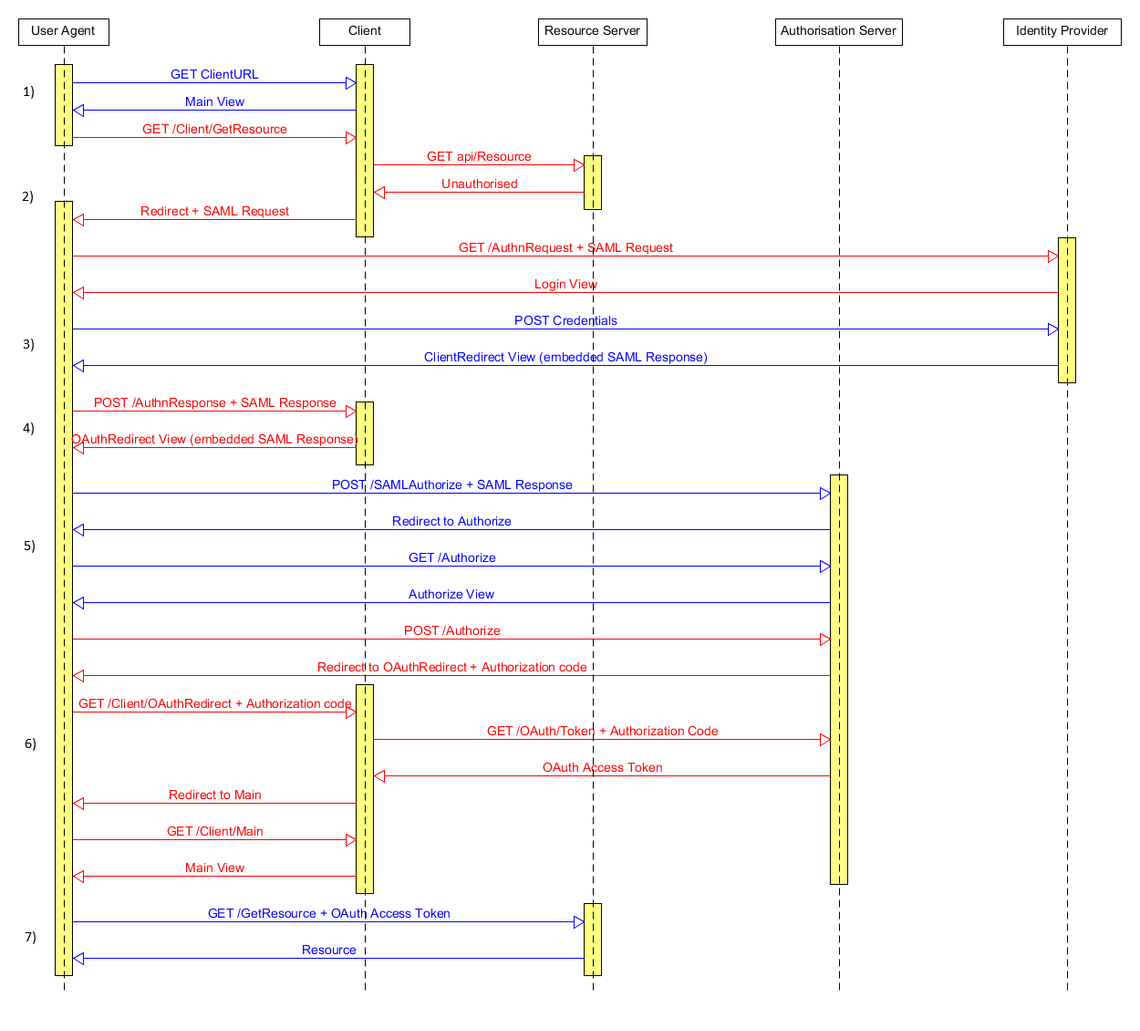 User Agent
Client
Resource Server
Authorisation Server
Identity Provider
GET ClientURL
1)
Main View
GET /Client/GetResource
GET api/Resource
Unauthorised
2)
Redirect + SAML Request
GET /AuthnRequest + SAML Request
Login View
POST Credentials
3)
ClientRedirect View (embedded SAML Response)
POST /AuthnResponse + SAML Response
4)
OAuthRedirect View (embedded SAML Response)
POST /SAMLAuthorize + SAML Response
Redirect to Authorize
5)
GET /Authorize
Authorize View
POST /Authorize
Redirect to OAuthRedirect + Authorization code
GET /Client/OAuthRedirect + Authorization code
GET /OAuth/Token + Authorization Code
6)
OAuth Access Token
Redirect to Main
GET /Client/Main
Main View
GET /GetResource + OAuth Access Token
7)
Resource